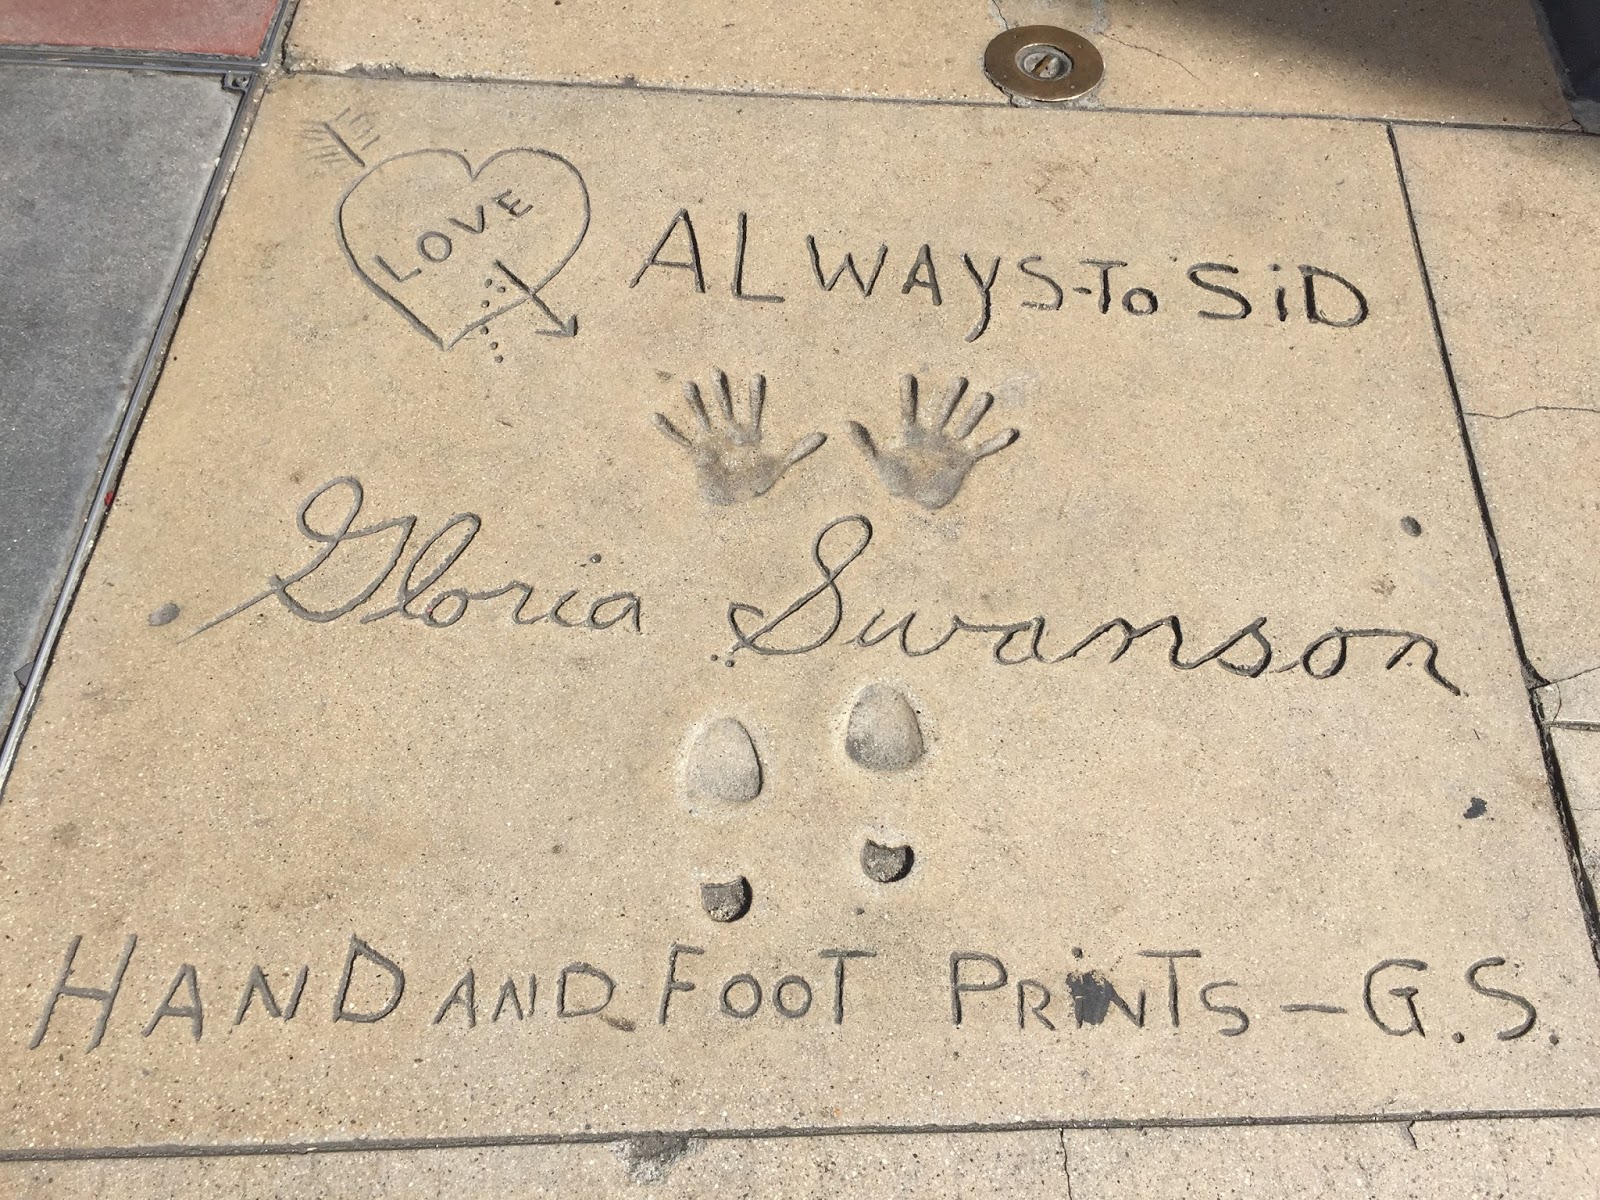 LOVE
ALWAYS-To SiD
Gloria Swanson
HAND AND FOOT PRiNTS – G.S.